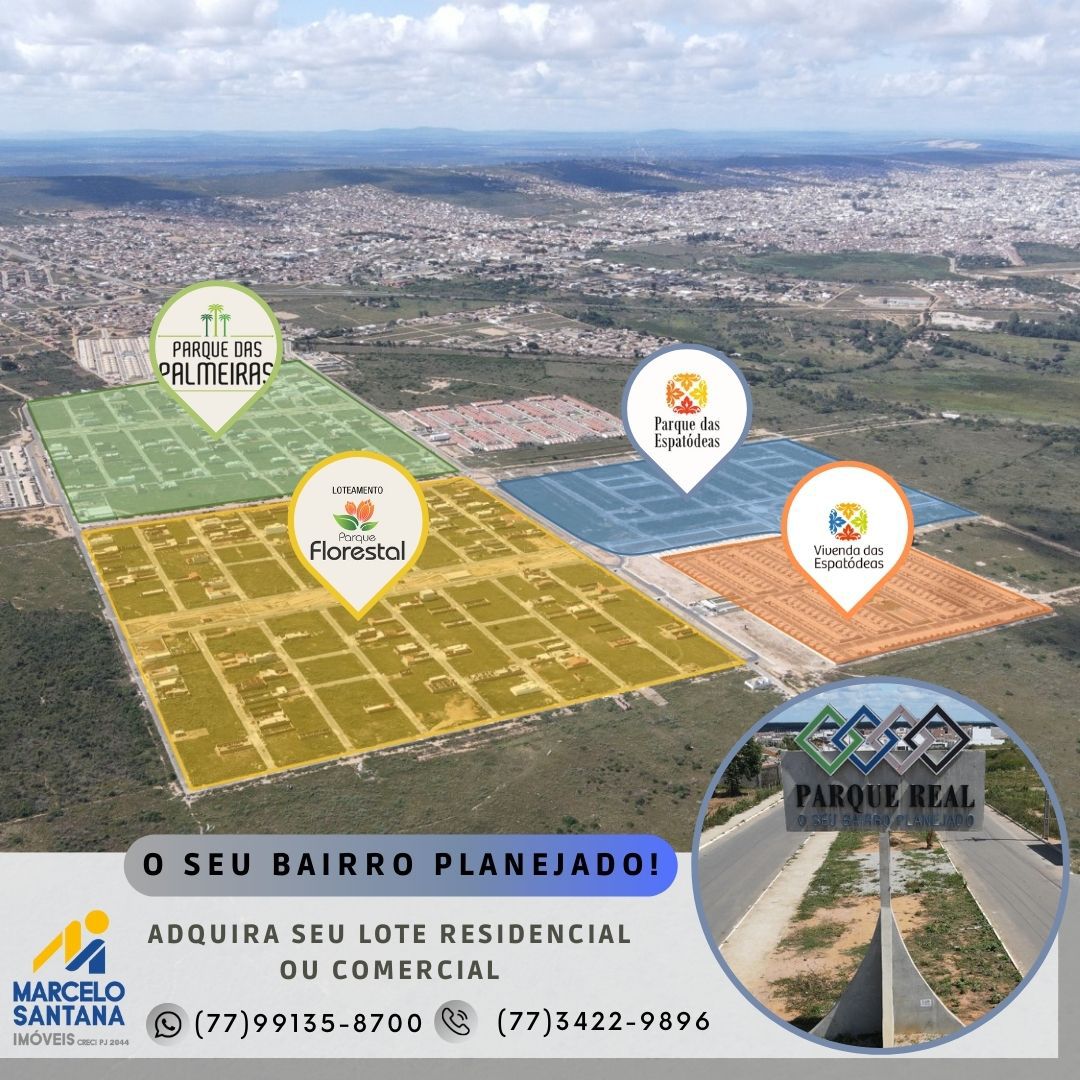 PARQUE DAS
PALMEIRAS
Parque das
Espatódeas
LOTEAMENTO
Parque
Florestal
Vivenda das
Espatódeas
PARQUE REAL
O SEU BAIRRO PLANEJADO
O SEU BAIRRO PLANEJADO!
ADQUIRA SEU LOTE RESIDENCIAL
OU COMERCIAL
MARCELO
SANTANA
IMÓVEIS CRECI PJ 2044
(77)99135-8700 (77)3422-9896